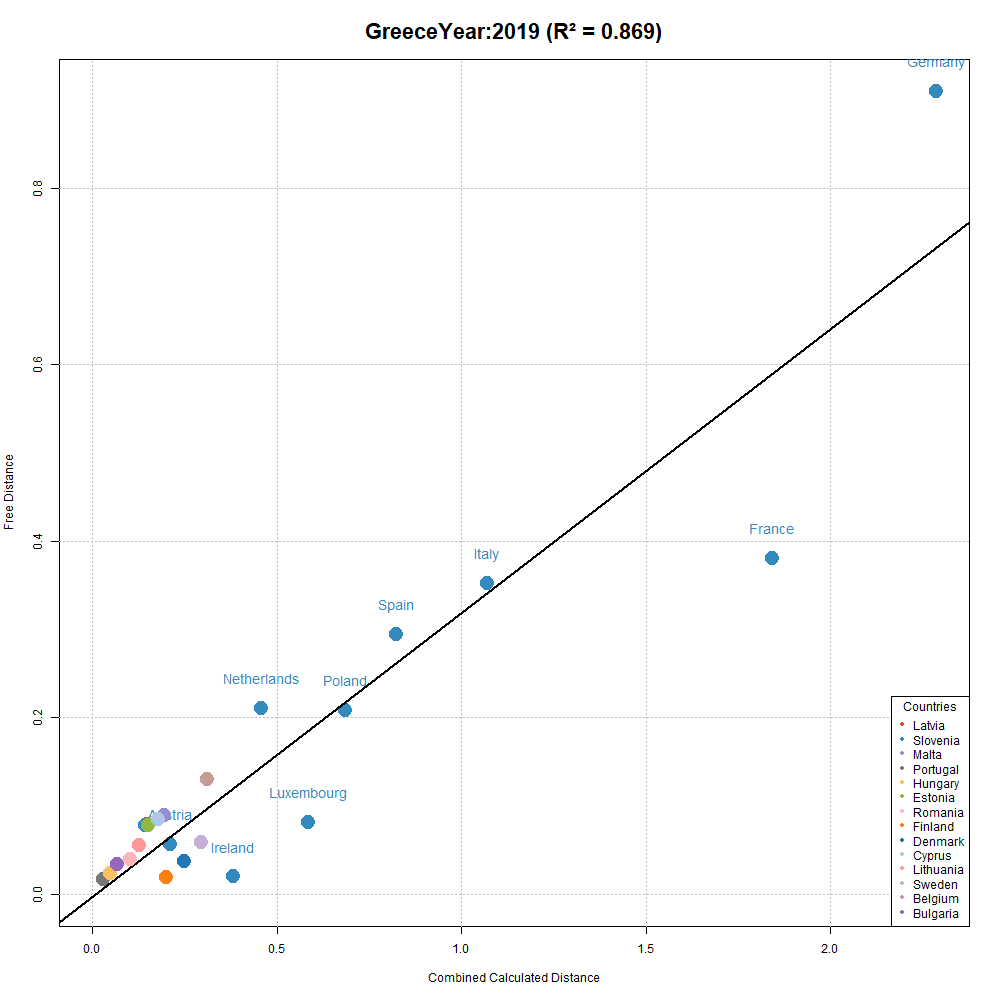 GreeceYear:2019 (R² = 0.869)
Germany
0.8
0.6
Free Distance
0.4
France
Italy
Spain
Netherlands
Poland
0.2
Luxembourg
Austria
Ireland
0.0
Countries
Latvia
Slovenia
Malta
Portugal
Hungary
Estonia
Romania
Finland
Denmark
Cyprus
Lithuania
Sweden
Belgium
Bulgaria
0.0 0.5 1.0 1.5 2.0
Combined Calculated Distance